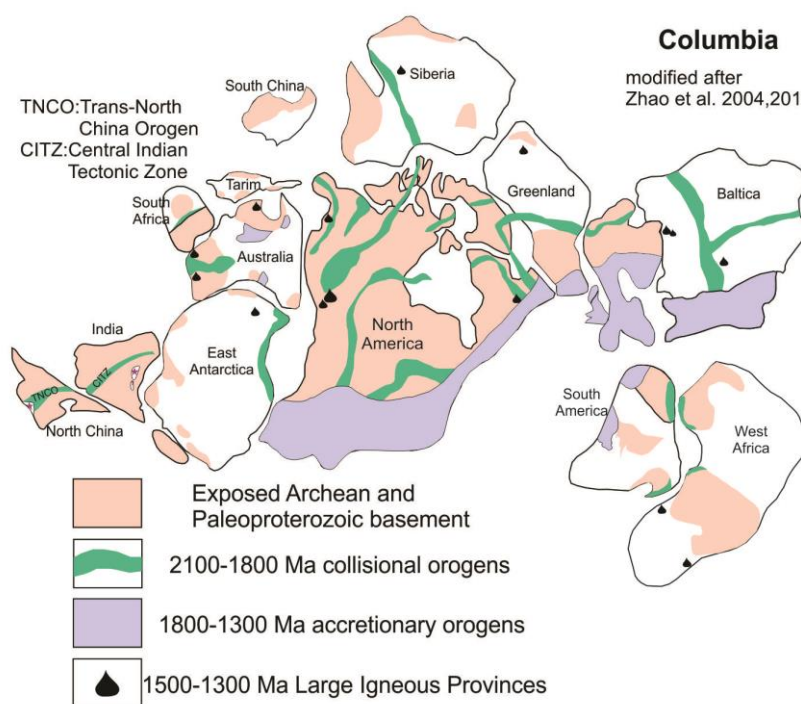 Columbia
modified after
Zhao et al. 2004,201
TNCO:Trans-North
China Orogen
CITZ:Central Indian
Tectonic Zone
South China
Siberia
Tarim
South
Africa
Australia
Greenland
Baltica
India
East
Antarctica
North
America
TNCO
CITZ
North China
South
America
West
Africa
Exposed Archean and
Paleoproterozoic basement
2100-1800 Ma collisional orogens
1800-1300 Ma accretionary orogens
1500-1300 Ma Large Igneous Provinces